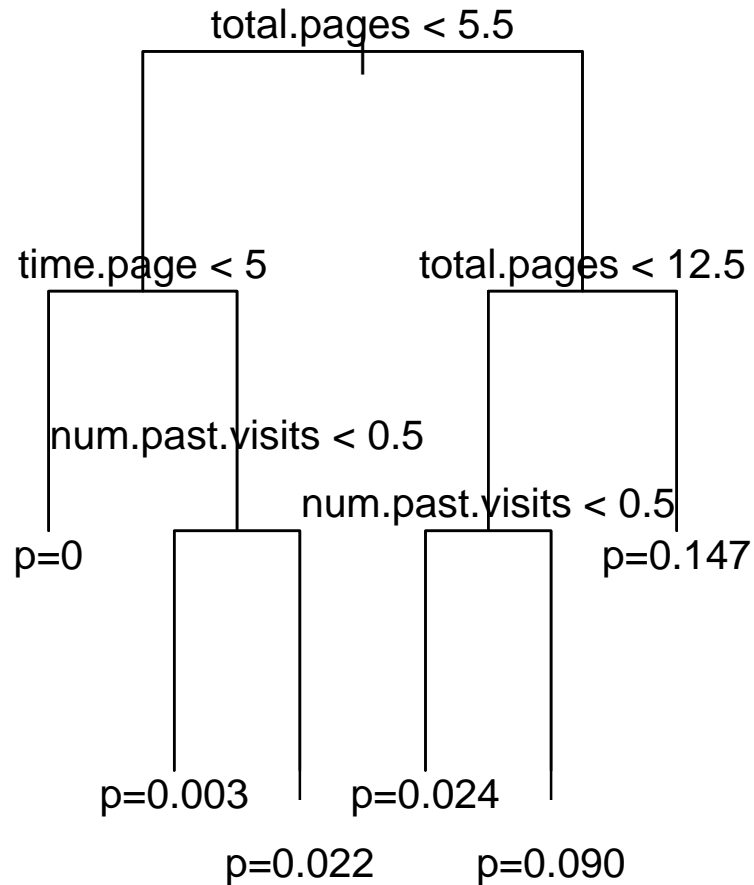 total.pages < 5.5
time.page < 5
total.pages < 12.5
num.past.visits < 0.5
num.past.visits < 0.5
p=0
p=0.147
p=0.003
p=0.024
p=0.022
p=0.090